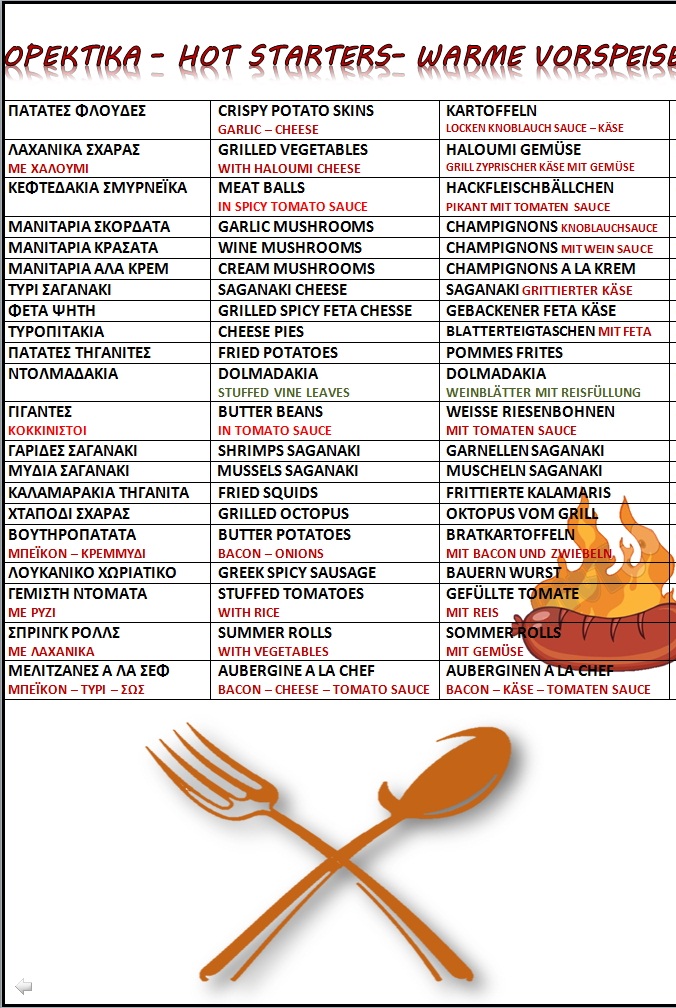 ΟΡΕΚΤΙΚΑ – HOT STARTERS– WARME VORSPEISE
ΠΑΤΑΤΕΣ ΦΛΟΥΔΕΣ CRISPY POTATO SKINS KARTOFFELN
GARLIC – CHEESE LOCKEN KNOBLAUCH SAUCE – KÄSE
ΛΑΧΑΝΙΚΑ ΣΧΑΡΑΣ GRILLED VEGETABLES HALOUMI GEMÜSE
ΜΕ ΧΑΛΟΥΜΙ WITH HALOUMI CHEESE GRILL ZYPRISCHER KÄSE MIT GEMÜSE
ΚΕΦΤΕΔΑΚΙΑ ΣΜΥΡΝΕΪΚΑ MEAT BALLS HACKFLEISCHBÄLLCHEN
IN SPICY TOMATO SAUCE PIKANT MIT TOMATEN SAUCE
ΜΑΝΙΤΑΡΙΑ ΣΚΟΡΔΑΤΑ GARLIC MUSHROOMS CHAMPIGNONS KNOBLAUCHSAUCE
ΜΑΝΙΤΑΡΙΑ ΚΡΑΣΑΤΑ WINE MUSHROOMS CHAMPIGNONS MIT WEIN SAUCE
ΜΑΝΙΤΑΡΙΑ ΑΛΑ ΚΡΕΜ CREAM MUSHROOMS CHAMPIGNONS A LA KREM
ΤΥΡΙ ΣΑΓΑΝΑΚΙ SAGANAKI CHEESE SAGANAKI GRITTIERTER KÄSE
ΦΕΤΑ ΨΗΤΗ GRILLED SPICY FETA CHESSE GEBACKENER FETA KÄSE
ΤΥΡΟΠΙΤΑΚΙΑ CHEESE PIES BLATTERTEIGTASCHEN MIT FETA
ΠΑΤΑΤΕΣ ΤΗΓΑΝΙΤΕΣ FRIED POTATOES POMMES FRITES
ΝΤΟΛΜΑΔΑΚΙΑ DOLMADAKIA DOLMADAKIA
STUFFED VINE LEAVES WEINBLÄTTER MIT REISFÜLLUNG
ΓΙΓΑΝΤΕΣ BUTTER BEANS WEISSE RIESENBOHNEN
ΚΟΚΚΙΝΙΣΤΟΙ IN TOMATO SAUCE MIT TOMATEN SAUCE
ΓΑΡΙΔΕΣ ΣΑΓΑΝΑΚΙ SHRIMPS SAGANAKI GARNELLEN SAGANAKI
ΜΥΔΙΑ ΣΑΓΑΝΑΚΙ MUSSELS SAGANAKI MUSCHELN SAGANAKI
ΚΑΛΑΜΑΡΑΚΙΑ ΤΗΓΑΝΙΤΑ FRIED SQUIDS FRITTIERTE KALAMARIS
ΧΤΑΠΟΔΙ ΣΧΑΡΑΣ GRILLED OCTOPUS OKTOPUS VOM GRILL
ΒΟΥΤΗΡΟΠΑΤΑΤΑ BUTTER POTATOES BRATKARTOFFELN
ΜΠΕΪΚΟΝ – ΚΡΕΜΜΥΔΙ BACON – ONIONS MIT BACON UND ZWIEBELN
ΛΟΥΚΑΝΙΚΟ ΧΩΡΙΑΤΙΚΟ GREEK SPICY SAUSAGE BAUERN WURST
ΓΕΜΙΣΤΗ ΝΤΟΜΑΤΑ STUFFED TOMATOES GEFÜLLTE TOMATE
ΜΕ ΡΥΖΙ WITH RICE MIT REIS
ΣΠΡΙΝΓΚ ΡΟΛΛΣ SUMMER ROLLS SOMMER ROLLS
ΜΕ ΛΑΧΑΝΙΚΑ WITH VEGETABLES MIT GEMÜSE
ΜΕΛΙΤΖΑΝΕΣ Α ΛΑ ΣΕΦ AUBERGINE A LA CHEF AUBERGINEN A LA CHEF
ΜΠΕΪΚΟΝ – ΤΥΡΙ – ΣΩΣ BACON – CHEESE – TOMATO SAUCE BACON – KÄSE – TOMATEN SAUCE